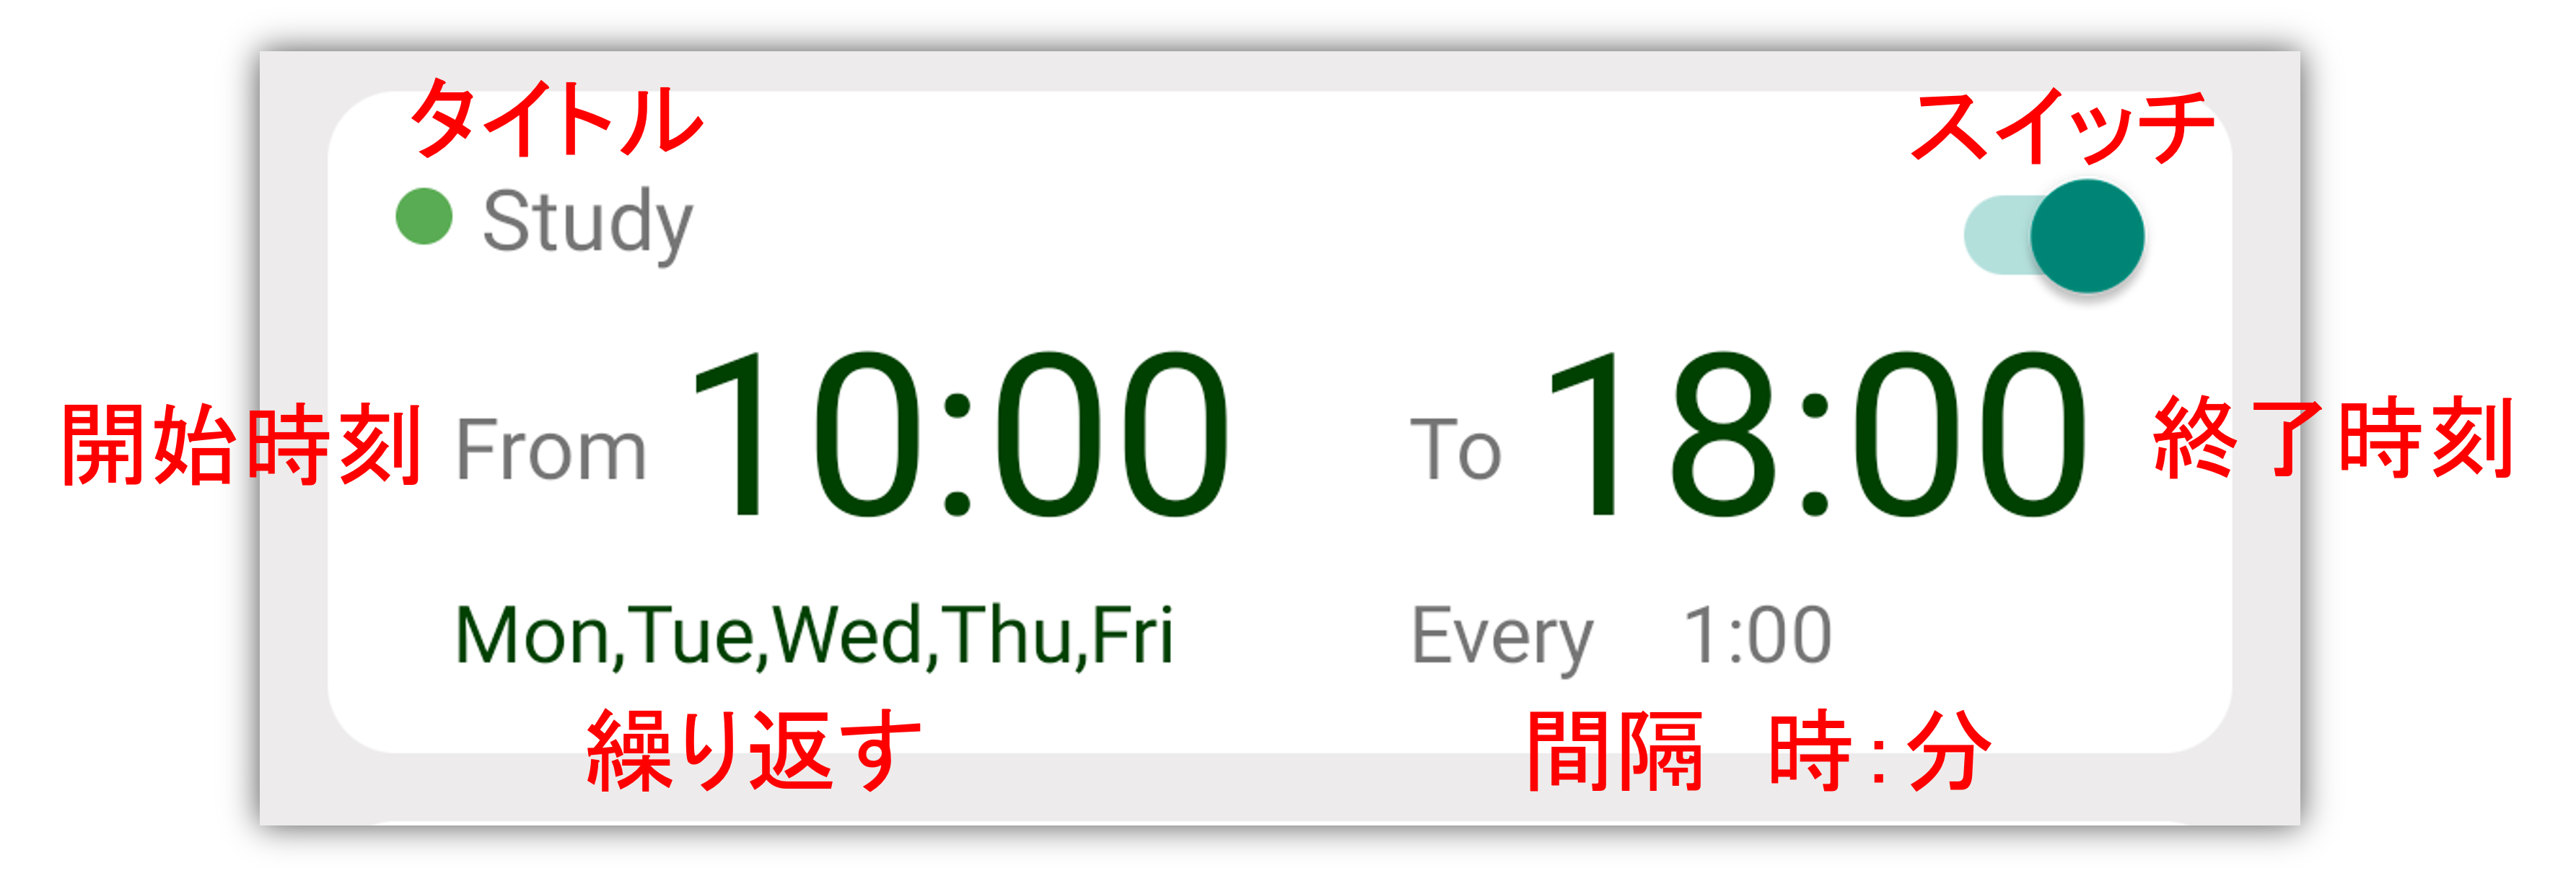 タイトル
スイッチ
Study
開始時刻 From 10:00 To 18:00 終了時刻
Mon,Tue,Wed,Thu,Fri Every 1:00
繰り返す 間隔 時:分